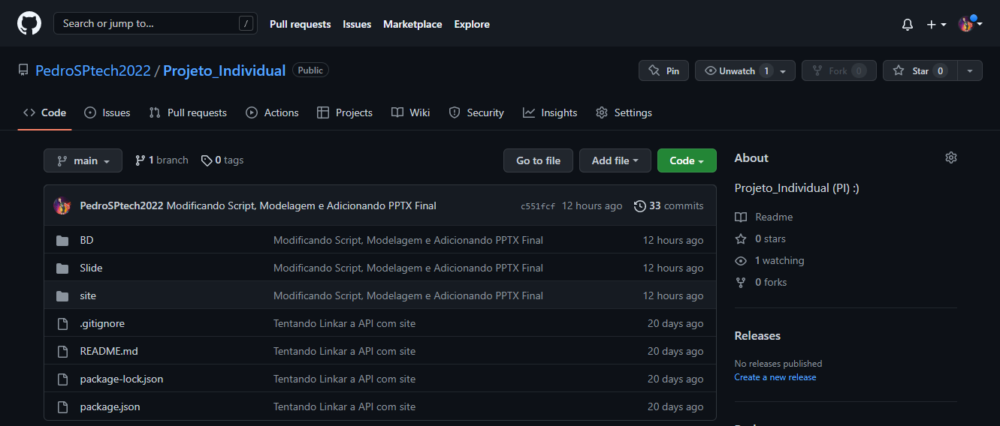 Search or jump to... / Pull requests Issues Marketplace Explore
PedroSPtech2022 / Projeto_Individual Public Pin Unwatch 1 Fork 0 Star 0
Code Issues Pull requests Actions Projects Wiki Security Insights Settings
main 1 branch 0 tags Go to file Add file Code
PedroSPtech2022 Modificando Script, Modelagem e Adicionando PPTX Final c551fcf 12 hours ago 33 commits
BD Modificando Script, Modelagem e Adicionando PPTX Final 12 hours ago
Slide Modificando Script, Modelagem e Adicionando PPTX Final 12 hours ago
site Modificando Script, Modelagem e Adicionando PPTX Final 12 hours ago
.gitignore Tentando Linkar a API com site 20 days ago
README.md Tentando Linkar a API com site 20 days ago
package-lock.json Tentando Linkar a API com site 20 days ago
package.json Tentando Linkar a API com site 20 days ago
About
Projeto_Individual (PI) :)
Readme
0 stars
1 watching
0 forks
Releases
No releases published
Create a new release